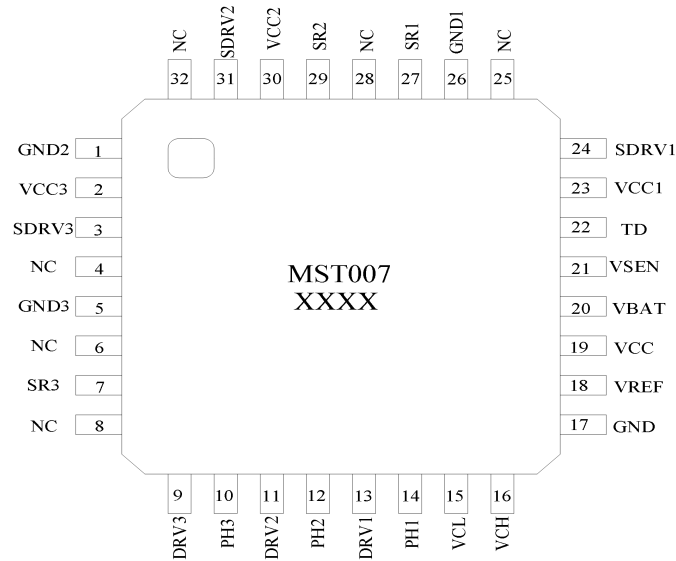 NC
SDRV2
VCC2
SR2
NC
SR1
GND1
NC
32
31
30
29
28
27
26
25
GND2 1
VCC3 2
SDRV3 3
NC 4
GND3 5
NC 6
SR3 7
NC 8
24 SDRV1
23 VCC1
22 TD
21 VSEN
20 VBAT
19 VCC
18 VREF
17 GND
MST007
XXXX
9
10
11
12
13
14
15
16
DRV3
PH3
DRV2
PH2
DRV1
PH1
VCL
VCH